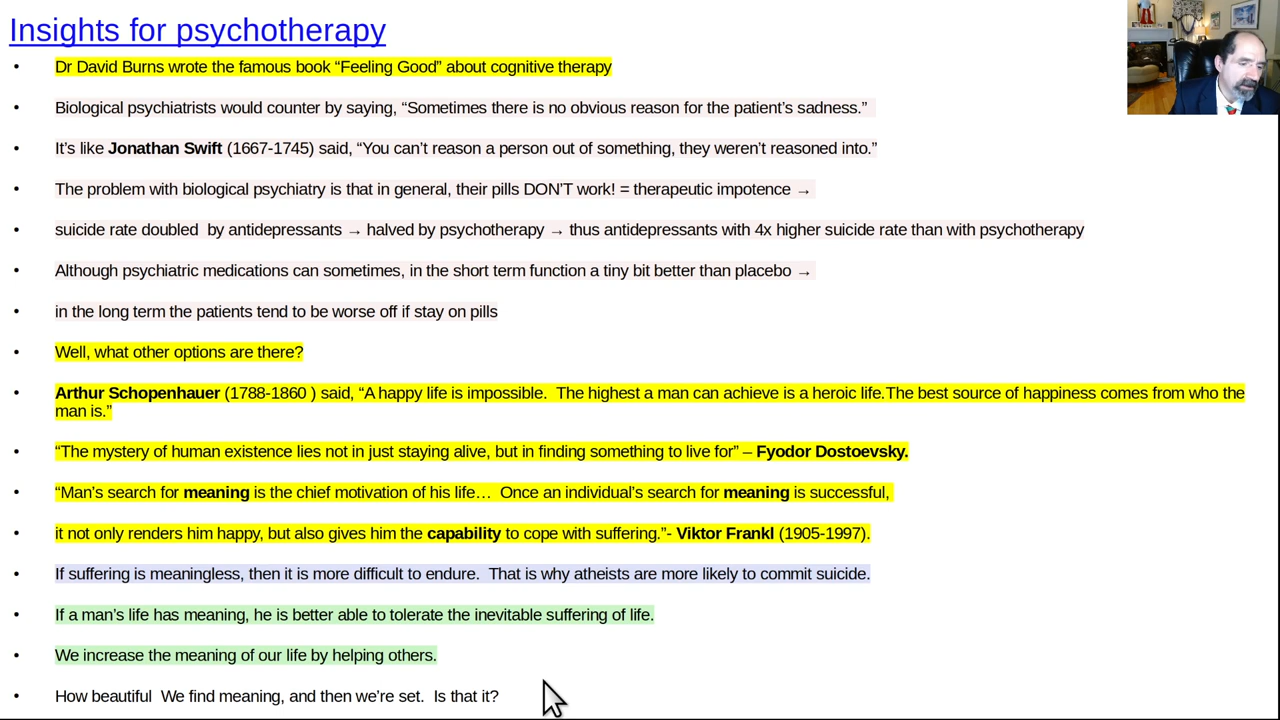 Insights for psychotherapy
• Dr David Burns wrote the famous book “Feeling Good” about cognitive therapy
• Biological psychiatrists would counter by saying, “Sometimes there is no obvious reason for the patient’s sadness.”
• It’s like Jonathan Swift (1667-1745) said, “You can’t reason a person out of something, they weren’t reasoned into.”
• The problem with biological psychiatry is that in general, their pills DON’T work! = therapeutic impotence →
• suicide rate doubled  by antidepressants → halved by psychotherapy → thus antidepressants with 4x higher suicide rate than with psychotherapy
• Although psychiatric medications can sometimes, in the short term function a tiny bit better than placebo →
• in the long term the patients tend to be worse off if stay on pills
• Well, what other options are there?
• Arthur Schopenhauer (1788-1860 ) said, “A happy life is impossible.  The highest a man can achieve is a heroic life.The best source of happiness comes from who the
man is.”
• “The mystery of human existence lies not in just staying alive, but in finding something to live for” – Fyodor Dostoevsky.
• “Man’s search for meaning is the chief motivation of his life…  Once an individual’s search for meaning is successful,
• it not only renders him happy, but also gives him the capability to cope with suffering.”- Viktor Frankl (1905-1997).
• If suffering is meaningless, then it is more difficult to endure.  That is why atheists are more likely to commit suicide.
• If a man’s life has meaning, he is better able to tolerate the inevitable suffering of life.
• We increase the meaning of our life by helping others.
• How beautiful  We find meaning, and then we’re set.  Is that it?